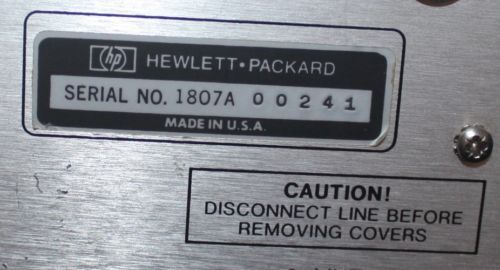 hp HEWLETT•PACKARD
SERIAL NO. 1807A 00241
MADE IN U.S.A.
CAUTION!
DISCONNECT LINE BEFORE
REMOVING COVERS